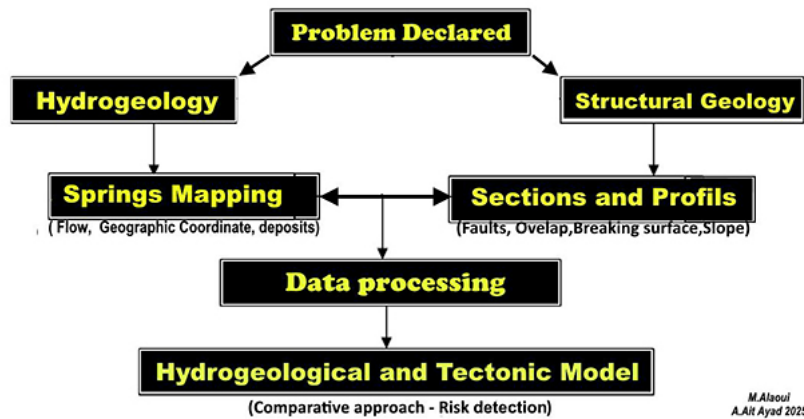 Problem Declared
Hydrogeology
Structural Geology
Springs Mapping
Sections and Profils
( Flow, Geographic Coordinate, deposits)
(Faults, Ovelap,Breaking surface,Slope)
Data processing
Hydrogeological and Tectonic Model
(Comparative approach - Risk detection)
M.Alaoui
A.Ait Ayad 2025